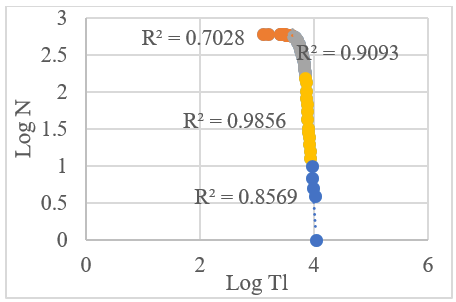 3
R² = 0.7028
R² = 0.9093
2.5
2
R² = 0.9856
1.5
1
R² = 0.8569
0.5
0
0 2 4 6
Log N
Log Tl